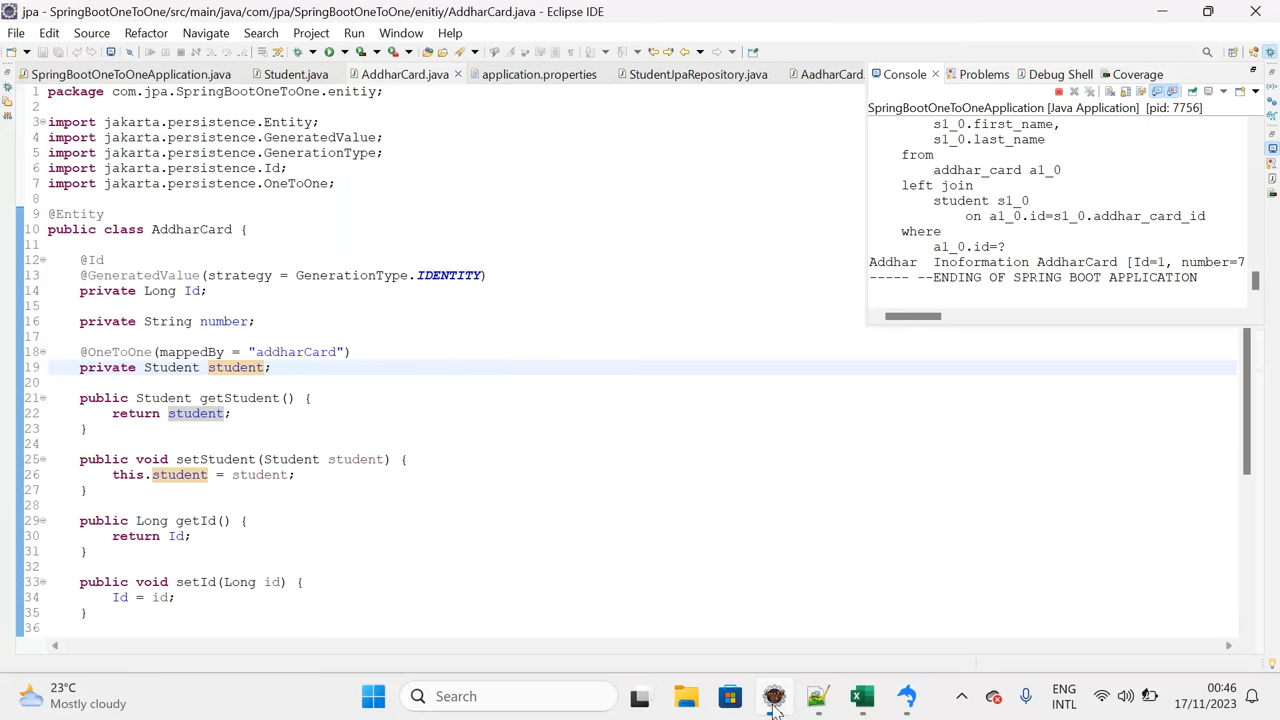 jpa - SpringBootOneToOne/src/main/java/com/jpa/SpringBootOneToOne/enitiy/AddharCard.java - Eclipse IDE
File Edit Source Refactor Navigate Search Project Run Window Help
SpringBootOneToOneApplication.java Student.java AddharCard.java application.properties StudentJpaRepository.java AadharCard
Console Problems Debug Shell Coverage
SpringBootOneToOneApplication [Java Application] [pid: 7756]
s1_0.first_name,
s1_0.last_name
from
addhar_card a1_0
left join
student s1_0
on a1_0.id=s1_0.addhar_card_id
where
a1_0.id=?
Addhar Inoformation AddharCard [Id=1, number=7
----- --ENDING OF SPRING BOOT APPLICATION
1 package com.jpa.SpringBootOneToOne.enitiy;
2
3 import jakarta.persistence.Entity;
4 import jakarta.persistence.GeneratedValue;
5 import jakarta.persistence.GenerationType;
6 import jakarta.persistence.Id;
7 import jakarta.persistence.OneToOne;
8
9 @Entity
10 public class AddharCard {
11
12 @Id
13 @GeneratedValue(strategy = GenerationType.IDENTITY)
14 private Long Id;
15
16 private String number;
17
18 @OneToOne(mappedBy = "addharCard")
19 private Student student;
20
21 public Student getStudent() {
22 return student;
23 }
24
25 public void setStudent(Student student) {
26 this.student = student;
27 }
28
29 public Long getId() {
30 return Id;
31 }
32
33 public void setId(Long id) {
34 Id = id;
35 }
36
23°C
Mostly cloudy
Search
ENG
INTL
00:46
17/11/2023